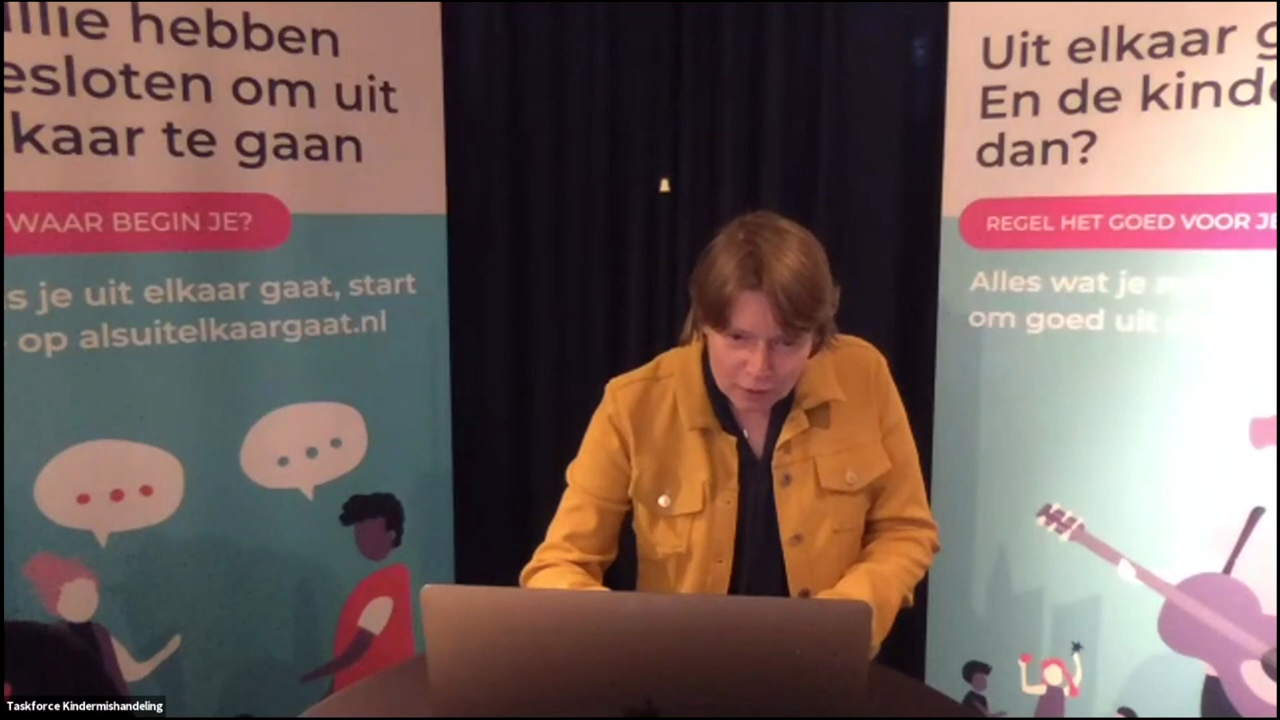 hebben
esloten om uit
kaar te gaan
WAAR BEGIN JE?
s je uit elkaar gaat, start
op alsuitelkaargaat.nl
Uit elkaar g
En de kinde
dan?
REGEL HET GOED VOOR JE
Alles wat je
om goed uit
Taskforce Kindermishandeling